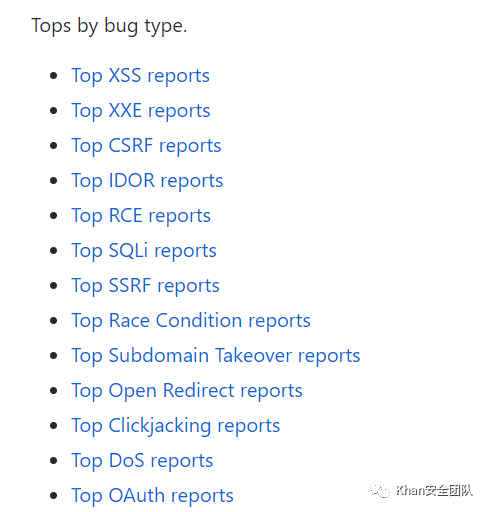 Tops by bug type.
Top XSS reports
Top XXE reports
Top CSRF reports
Top IDOR reports
Top RCE reports
Top SQLi reports
Top SSRF reports
Top Race Condition reports
Top Subdomain Takeover reports
Top Open Redirect reports
Top Clickjacking reports
Top DoS reports
Khan安全团队
Top OAuth reports